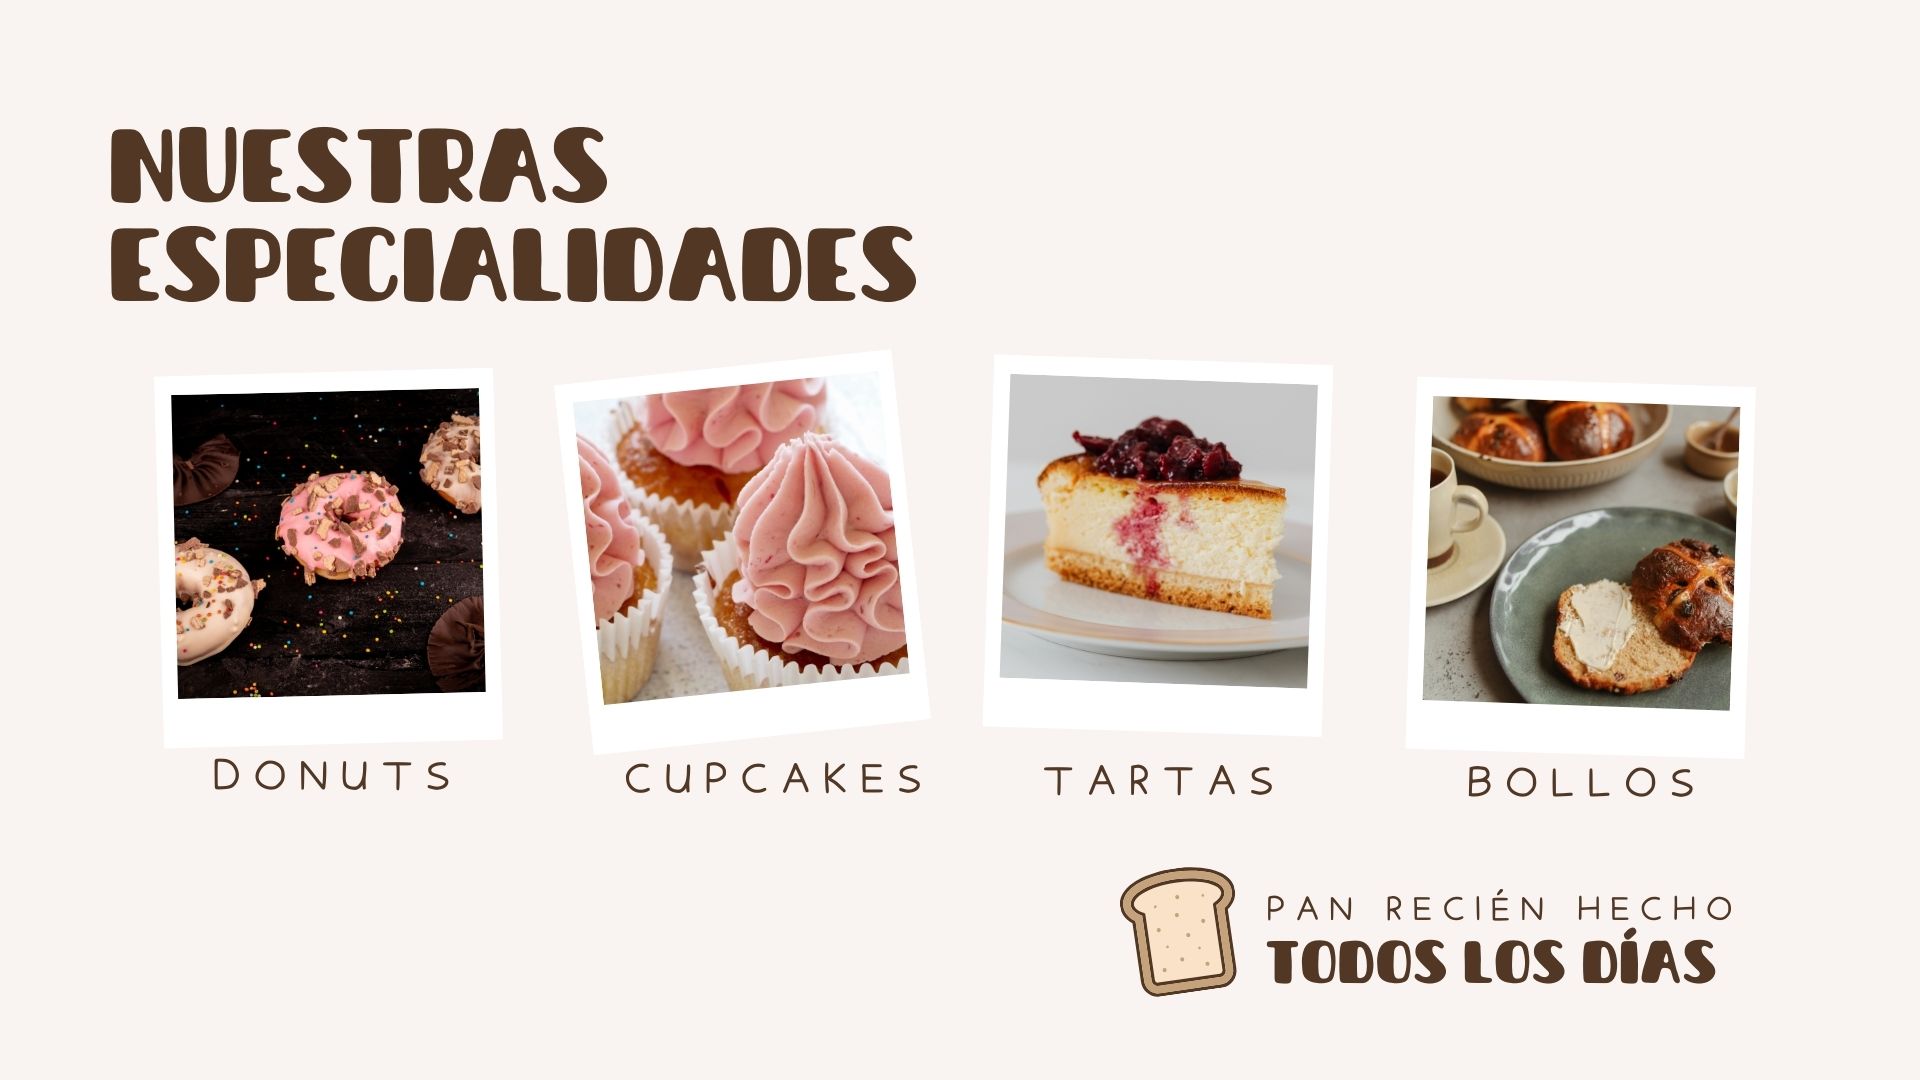 NUESTRAS
ESPECIALIDADES
DONUTS
CUPCAKES
TARTAS
BOLLOS
PAN RECIÉN HECHO
TODOS LOS DÍAS